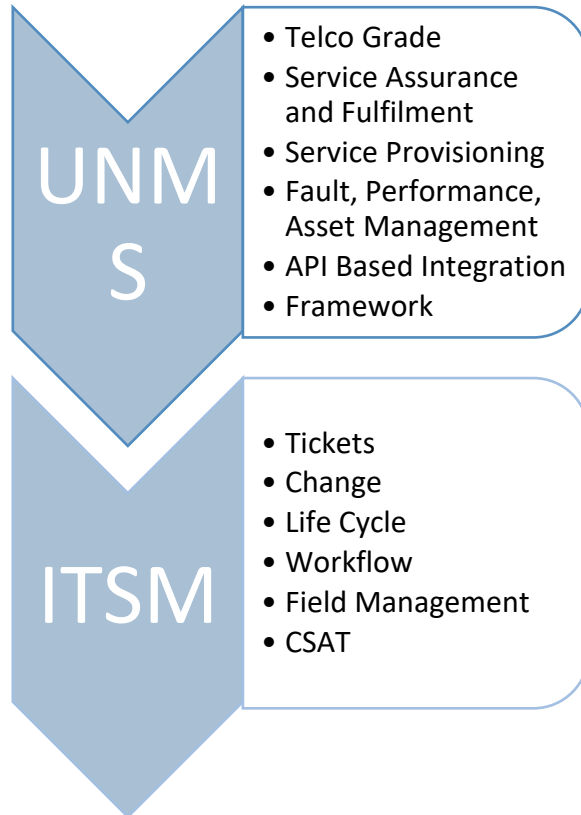 UNM
S
• Telco Grade
• Service Assurance
and Fulfilment
• Service Provisioning
• Fault, Performance,
Asset Management
• API Based Integration
• Framework
ITSM
• Tickets
• Change
• Life Cycle
• Workflow
• Field Management
• CSAT